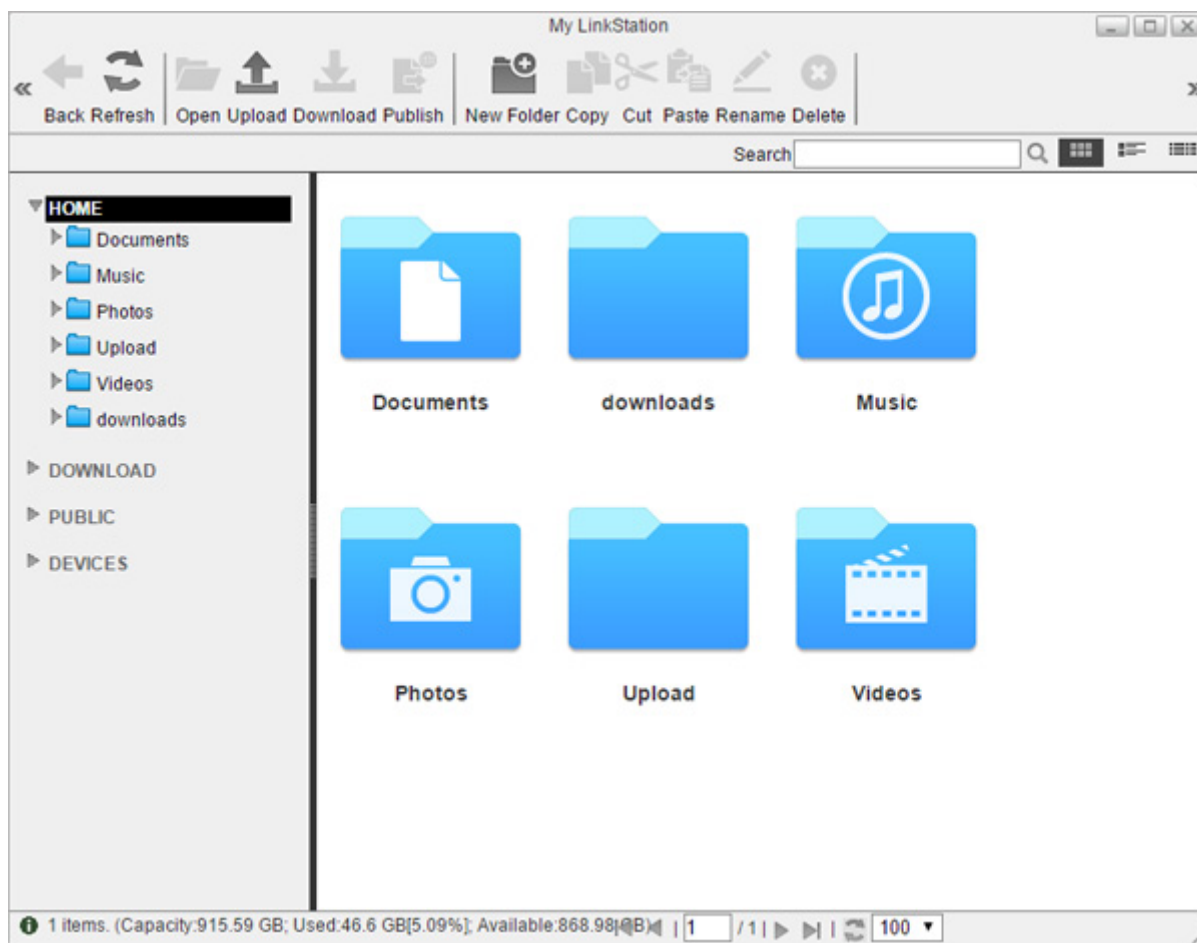 My LinkStation
« Back Refresh Open Upload Download Publish New Folder Copy Cut Paste Rename Delete »
Search
HOME
Documents
Music
Photos
Upload
Videos
downloads
DOWNLOAD
PUBLIC
DEVICES
Documents downloads Music
Photos Upload Videos
1 items. (Capacity:915.59 GB; Used:46.6 GB[5.09%]; Available:868.98 GB) 1 / 1 100